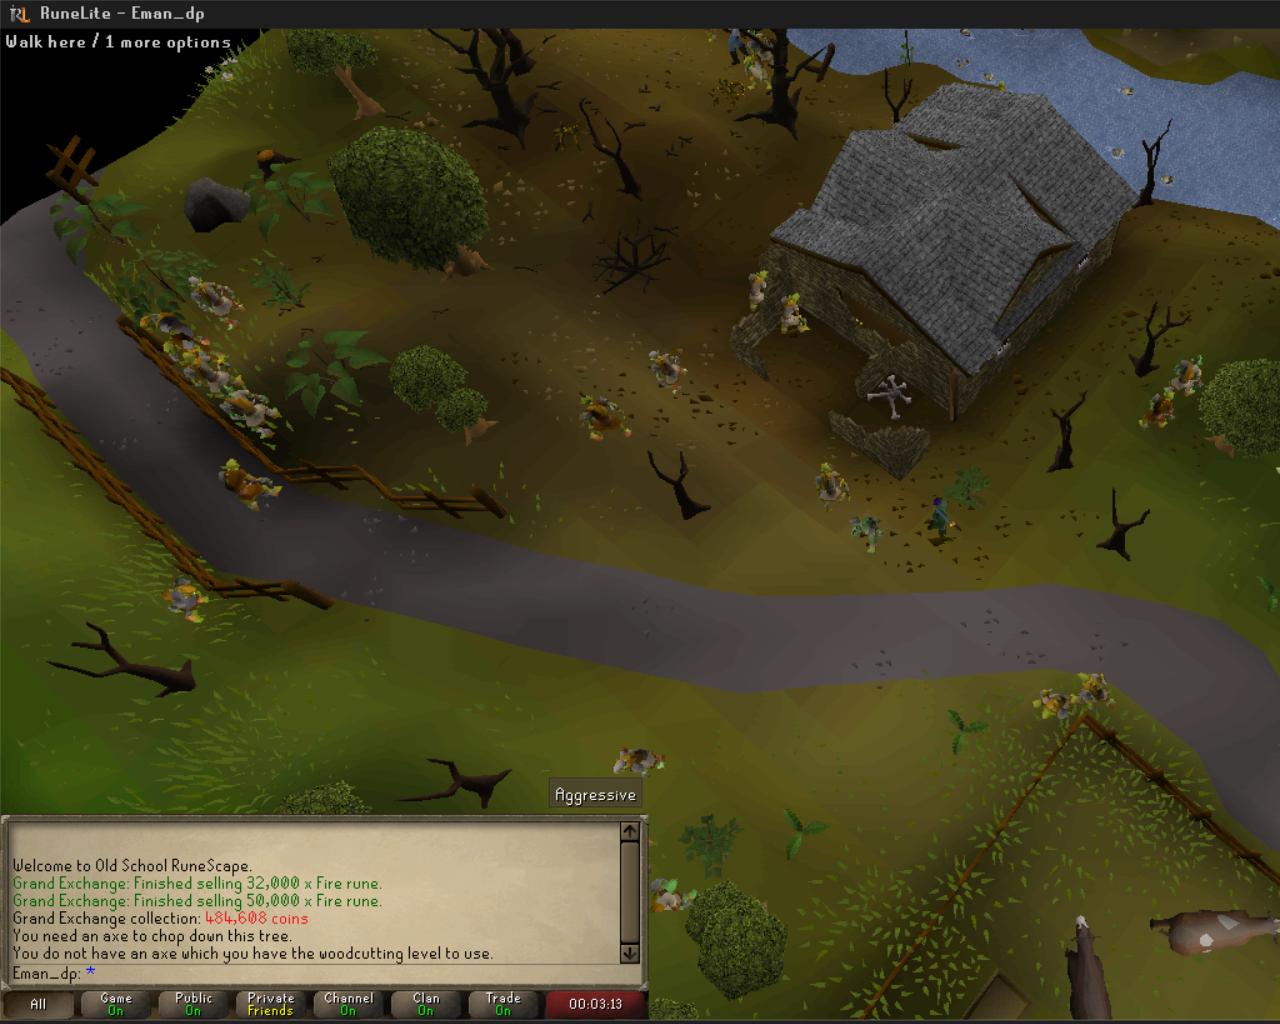 RuneLite - Eman_dp
Walk here / 1 more options
Aggressive
Welcome to Old School RuneScape.
Grand Exchange: Finished selling 32,000 x Fire rune.
Grand Exchange: Finished selling 50,000 x Fire rune.
Grand Exchange collection: 484,608 coins
You need an axe to chop down this tree.
You do not have an axe which you have the woodcutting level to use.
Eman_dp: *
All
Game
On
Public
On
Private
Friends
Channel
On
Clan
On
Trade
On
00:03:13